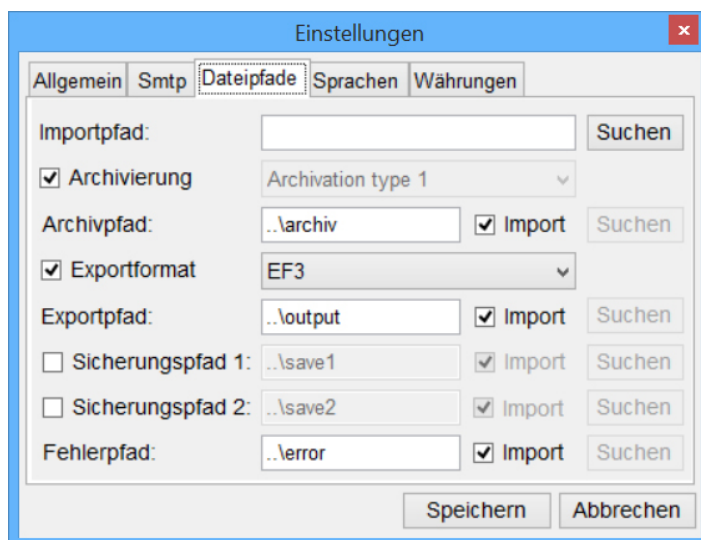 Einstellungen
Allgemein Smtp Dateipfade Sprachen Währungen
Importpfad: Suchen
Archivierung Archivation type 1
Archivpfad: ..\archiv Import Suchen
Exportformat EF3
Exportpfad: ..\output Import Suchen
Sicherungspfad 1: ..\save1 Import Suchen
Sicherungspfad 2: ..\save2 Import Suchen
Fehlerpfad: ..\error Import Suchen
Speichern Abbrechen